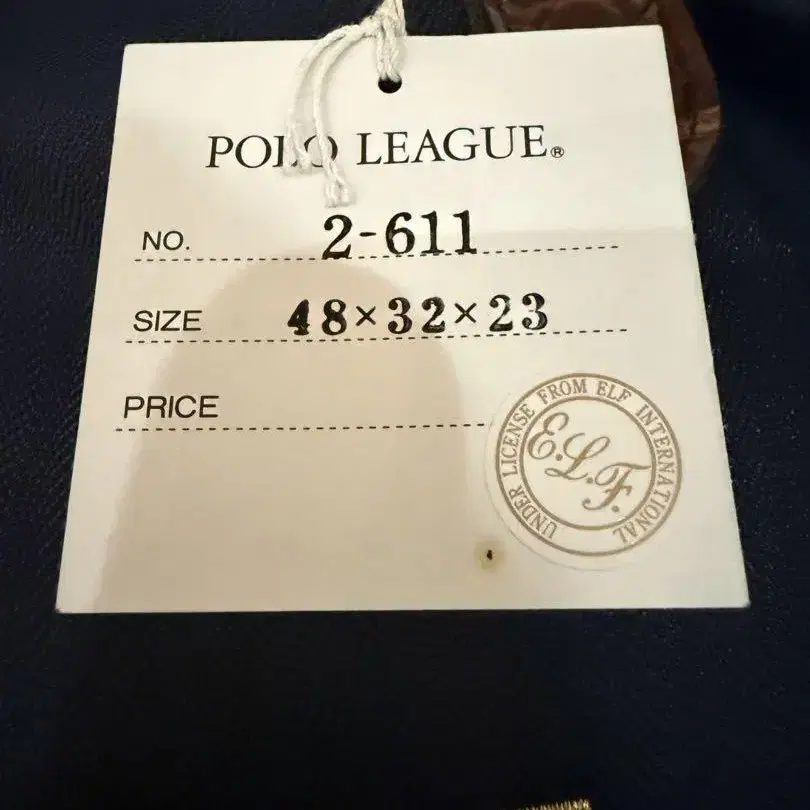 POLO LEAGUE®
NO. 2-611
SIZE 48×32×23
PRICE
UNDER LICENSE FROM ELF INTERNATIONAL
E.L.F.